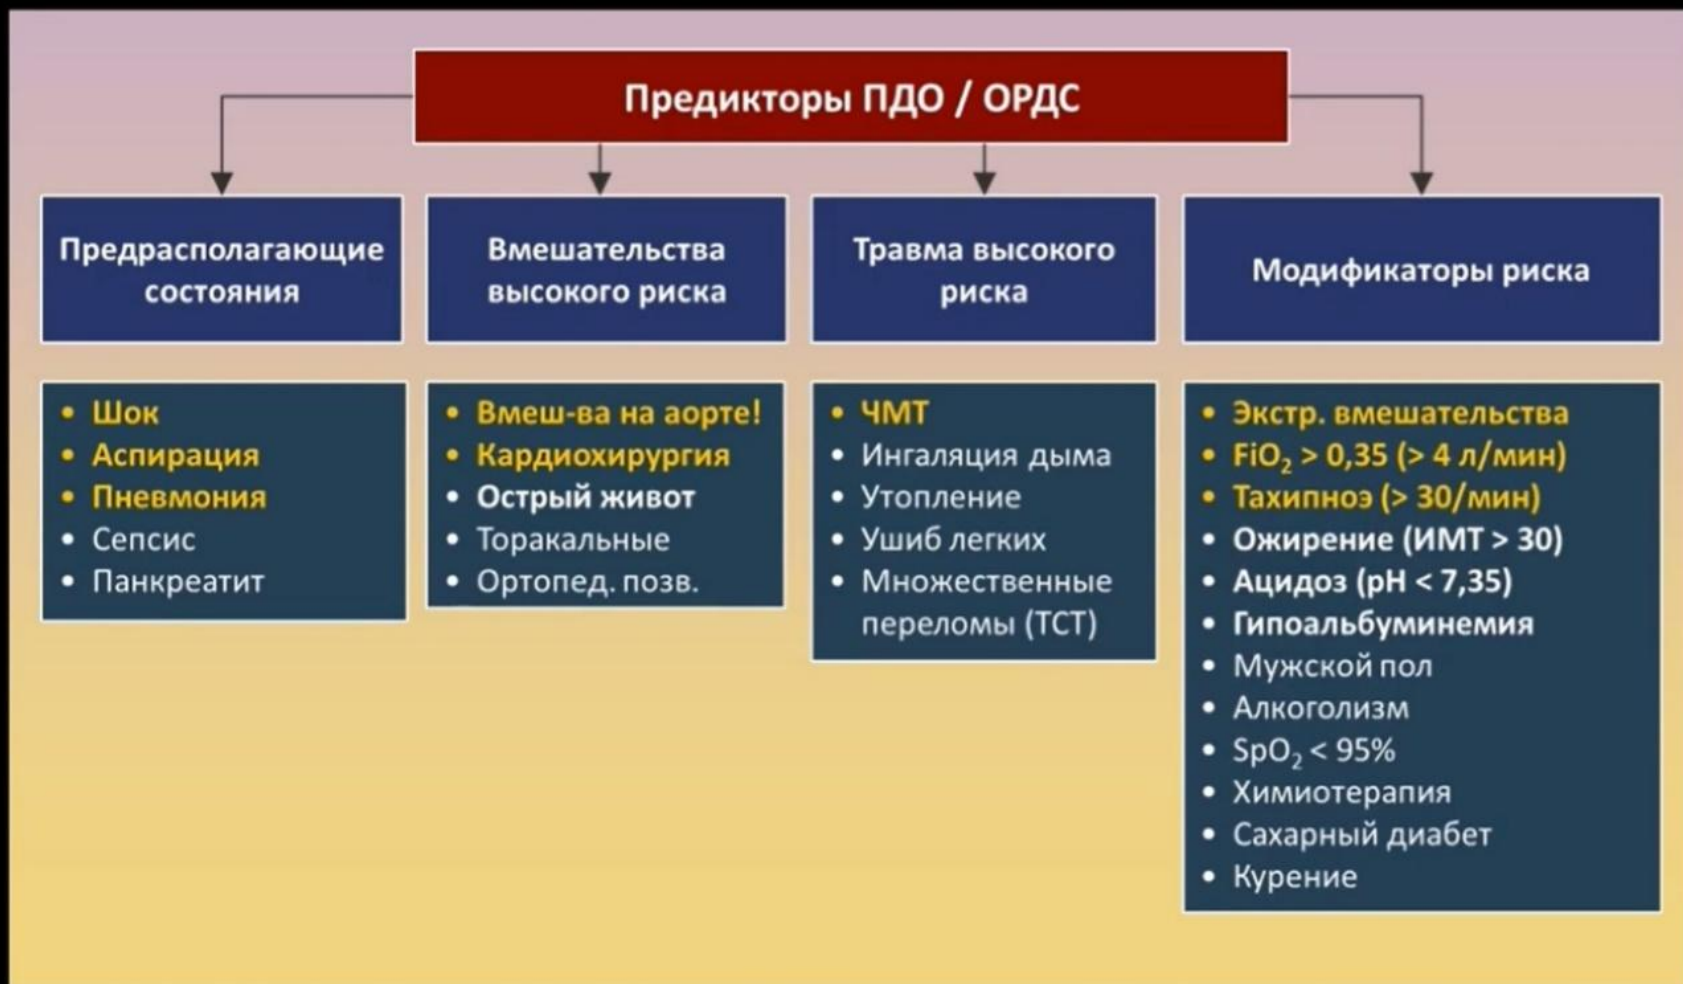 Предикторы ПДО / ОРДС
Предрасполагающие
состояния
Вмешательства
высокого риска
Травма высокого
риска
Модификаторы риска
• Шок
• Аспирация
• Пневмония
• Сепсис
• Панкреатит
• Вмеш-ва на аорте!
• Кардиохирургия
• Острый живот
• Торакальные
• Ортопед. позв.
• ЧМТ
• Ингаляция дыма
• Утопление
• Ушиб легких
• Множественные
переломы (ТСТ)
• Экстр. вмешательства
• FiO₂ > 0,35 (> 4 л/мин)
• Тахипноэ (> 30/мин)
• Ожирение (ИМТ > 30)
• Ацидоз (pH < 7,35)
• Гипоальбуминемия
• Мужской пол
• Алкоголизм
• SpO₂ < 95%
• Химиотерапия
• Сахарный диабет
• Курение